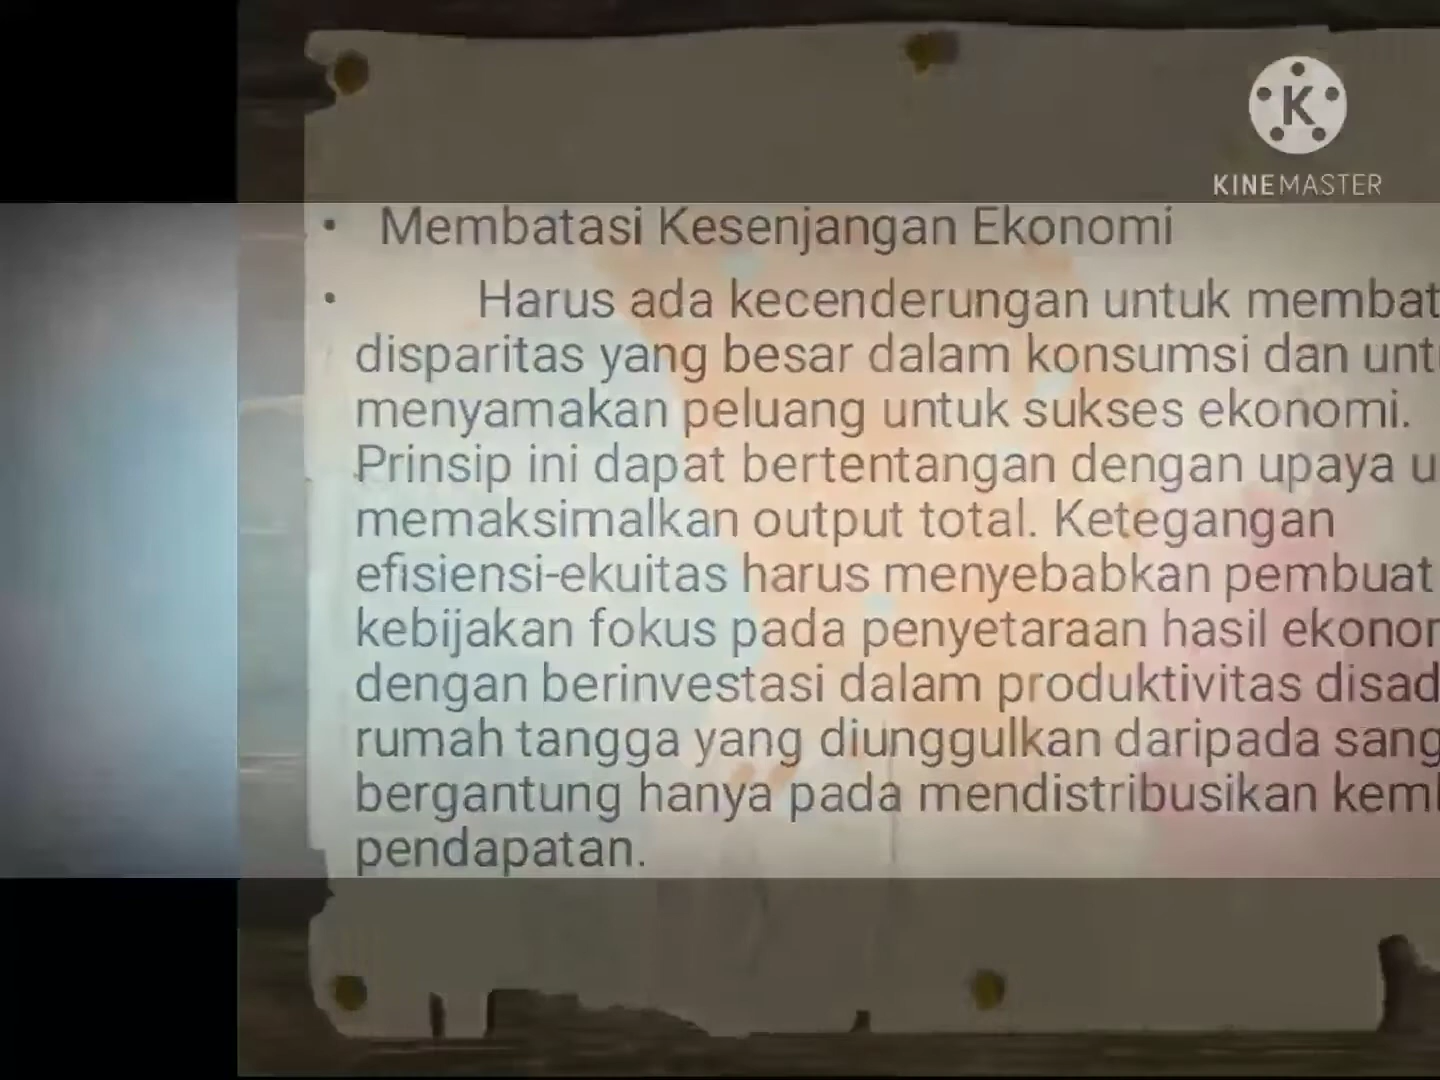 K
KINEMASTER
• Membatasi Kesenjangan Ekonomi
• Harus ada kecenderungan untuk membat
disparitas yang besar dalam konsumsi dan unt
menyamakan peluang untuk sukses ekonomi.
Prinsip ini dapat bertentangan dengan upaya u
memaksimalkan output total. Ketegangan
efisiensi-ekuitas harus menyebabkan pembuat
kebijakan fokus pada penyetaraan hasil ekono
dengan berinvestasi dalam produktivitas disad
rumah tangga yang diunggulkan daripada sang
bergantung hanya pada mendistribusikan kem
pendapatan.